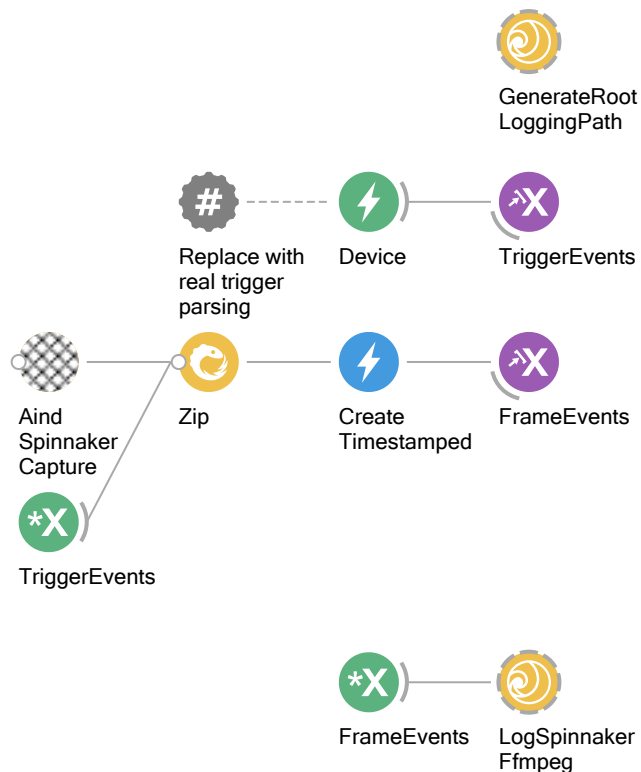 GenerateRoot
LoggingPath
#
Replace with
real trigger
parsing
Device
X
TriggerEvents
Aind
Spinnaker
Capture
Zip
Create
Timestamped
X
FrameEvents
*X
TriggerEvents
*X
FrameEvents
LogSpinnaker
Ffmpeg